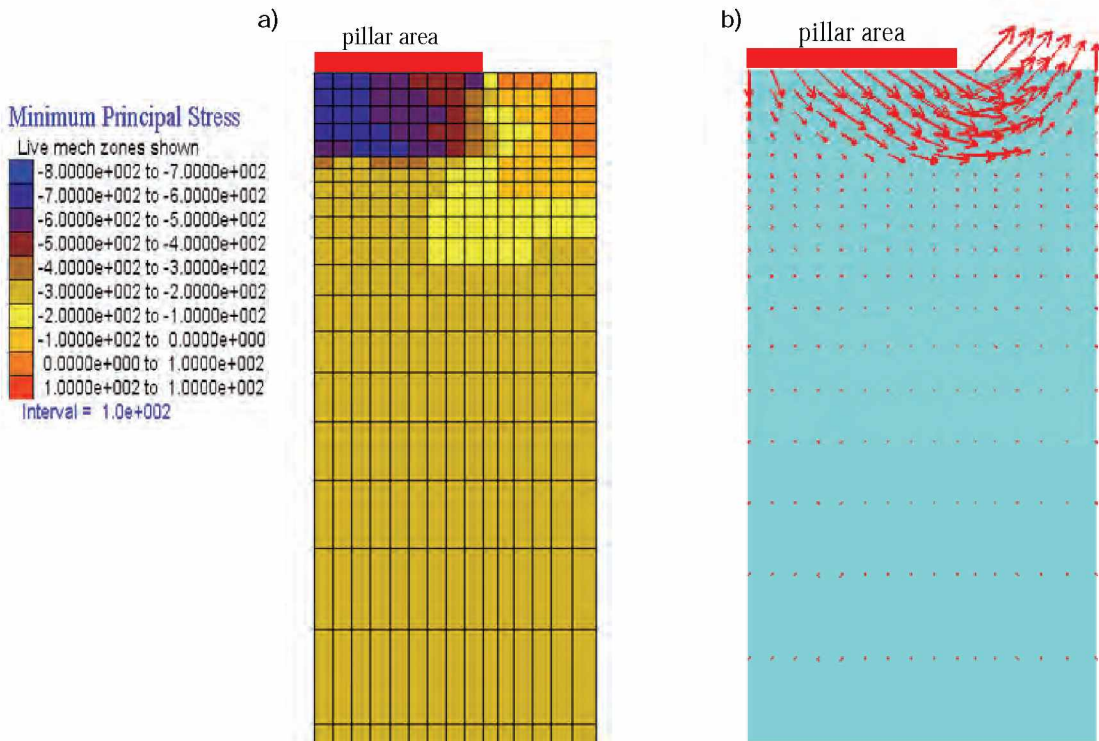 a)
pillar area
b)
pillar area
Minimum Principal Stress
Live mech zones shown
-8.0000e+002 to -7.0000e+002
-7.0000e+002 to -6.0000e+002
-6.0000e+002 to -5.0000e+002
-5.0000e+002 to -4.0000e+002
-4.0000e+002 to -3.0000e+002
-3.0000e+002 to -2.0000e+002
-2.0000e+002 to -1.0000e+002
-1.0000e+002 to 0.0000e+000
0.0000e+000 to 1.0000e+002
1.0000e+002 to 1.0000e+002
Interval = 1.0e+002